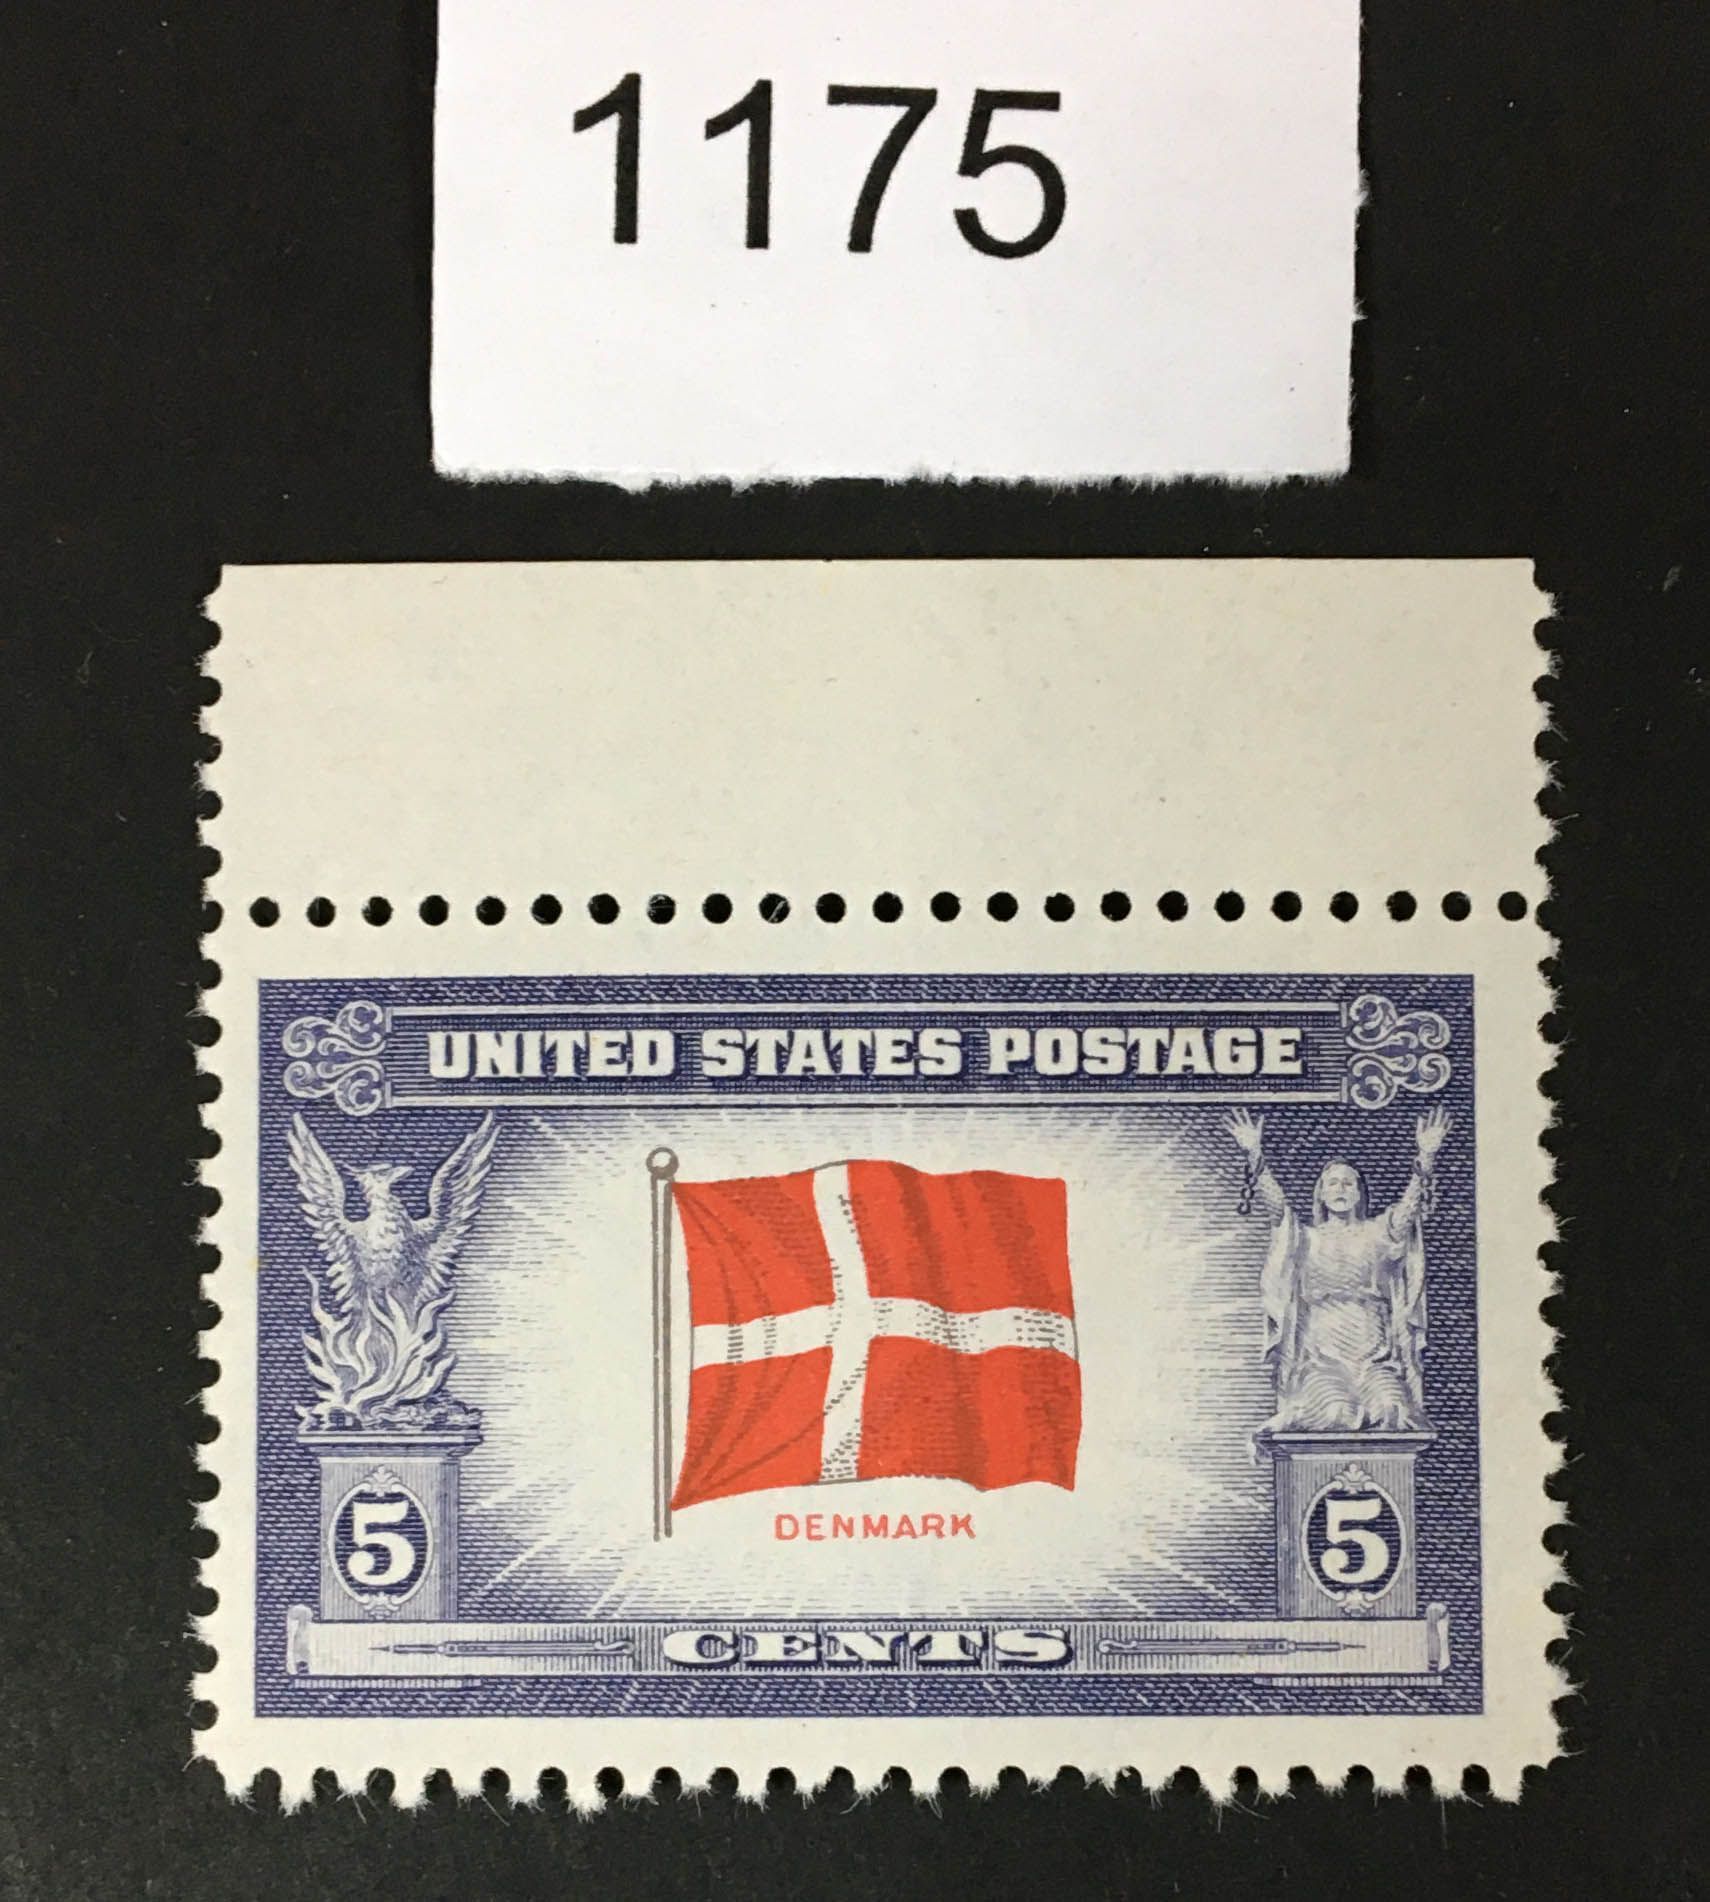 1175
UNITED STATES POSTAGE
DENMARK
5 5
CENTS